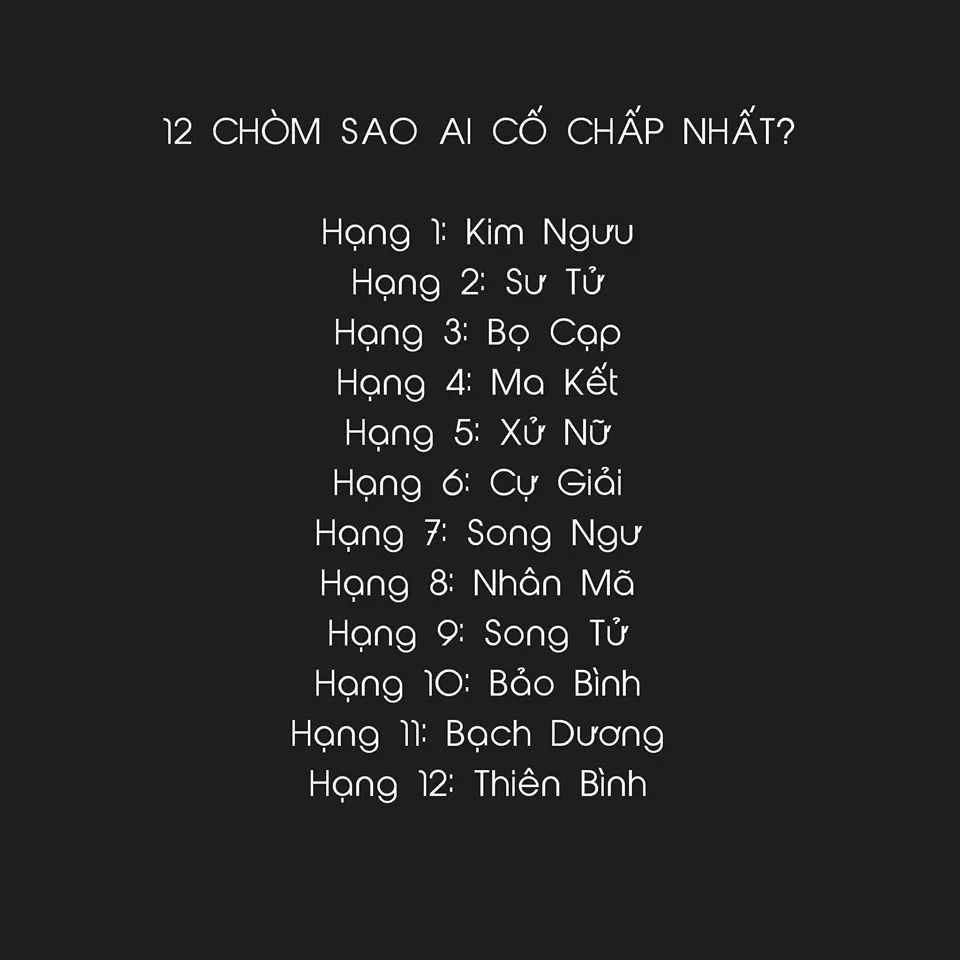 12 CHÒM SAO AI CỐ CHẤP NHẤT?
Hạng 1: Kim Ngưu
Hạng 2: Sư Tử
Hạng 3: Bọ Cạp
Hạng 4: Ma Kết
Hạng 5: Xử Nữ
Hạng 6: Cự Giải
Hạng 7: Song Ngư
Hạng 8: Nhân Mã
Hạng 9: Song Tử
Hạng 10: Bảo Bình
Hạng 11: Bạch Dương
Hạng 12: Thiên Bình